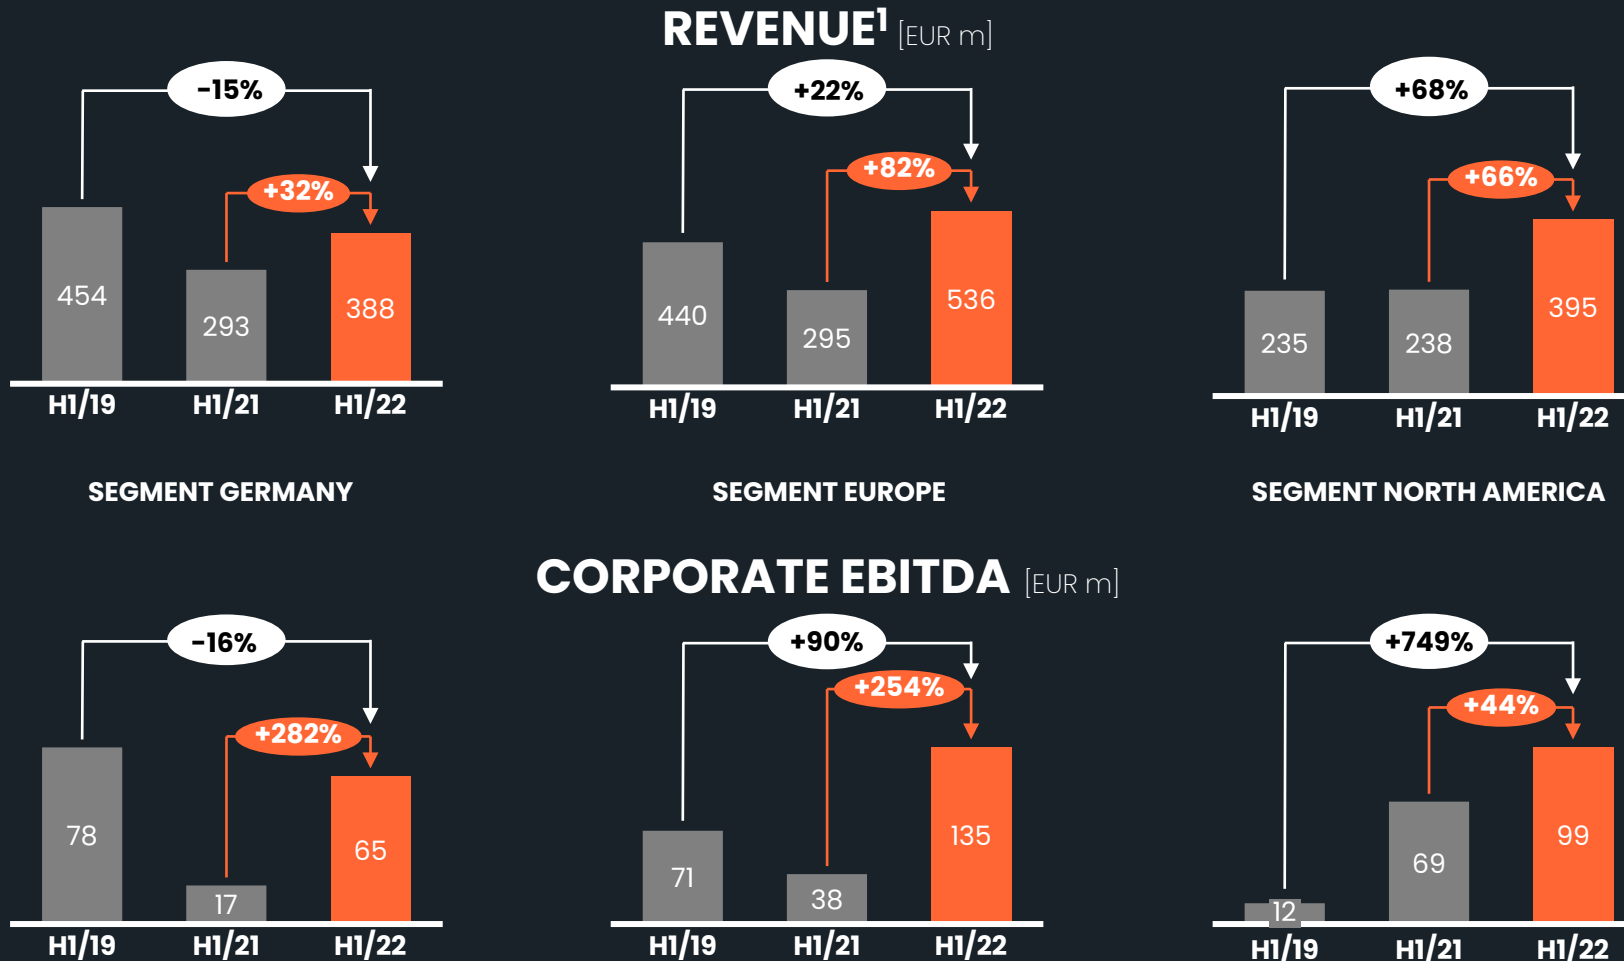 REVENUE¹ [EUR m]
-15%
+32%
454
293
388
H1/19 H1/21 H1/22
+22%
+82%
440
295
536
H1/19 H1/21 H1/22
+68%
+66%
235
238
395
H1/19 H1/21 H1/22
SEGMENT GERMANY
SEGMENT EUROPE
SEGMENT NORTH AMERICA
CORPORATE EBITDA [EUR m]
-16%
+282%
78
17
65
H1/19 H1/21 H1/22
+90%
+254%
71
38
135
H1/19 H1/21 H1/22
+749%
+44%
12
69
99
H1/19 H1/21 H1/22